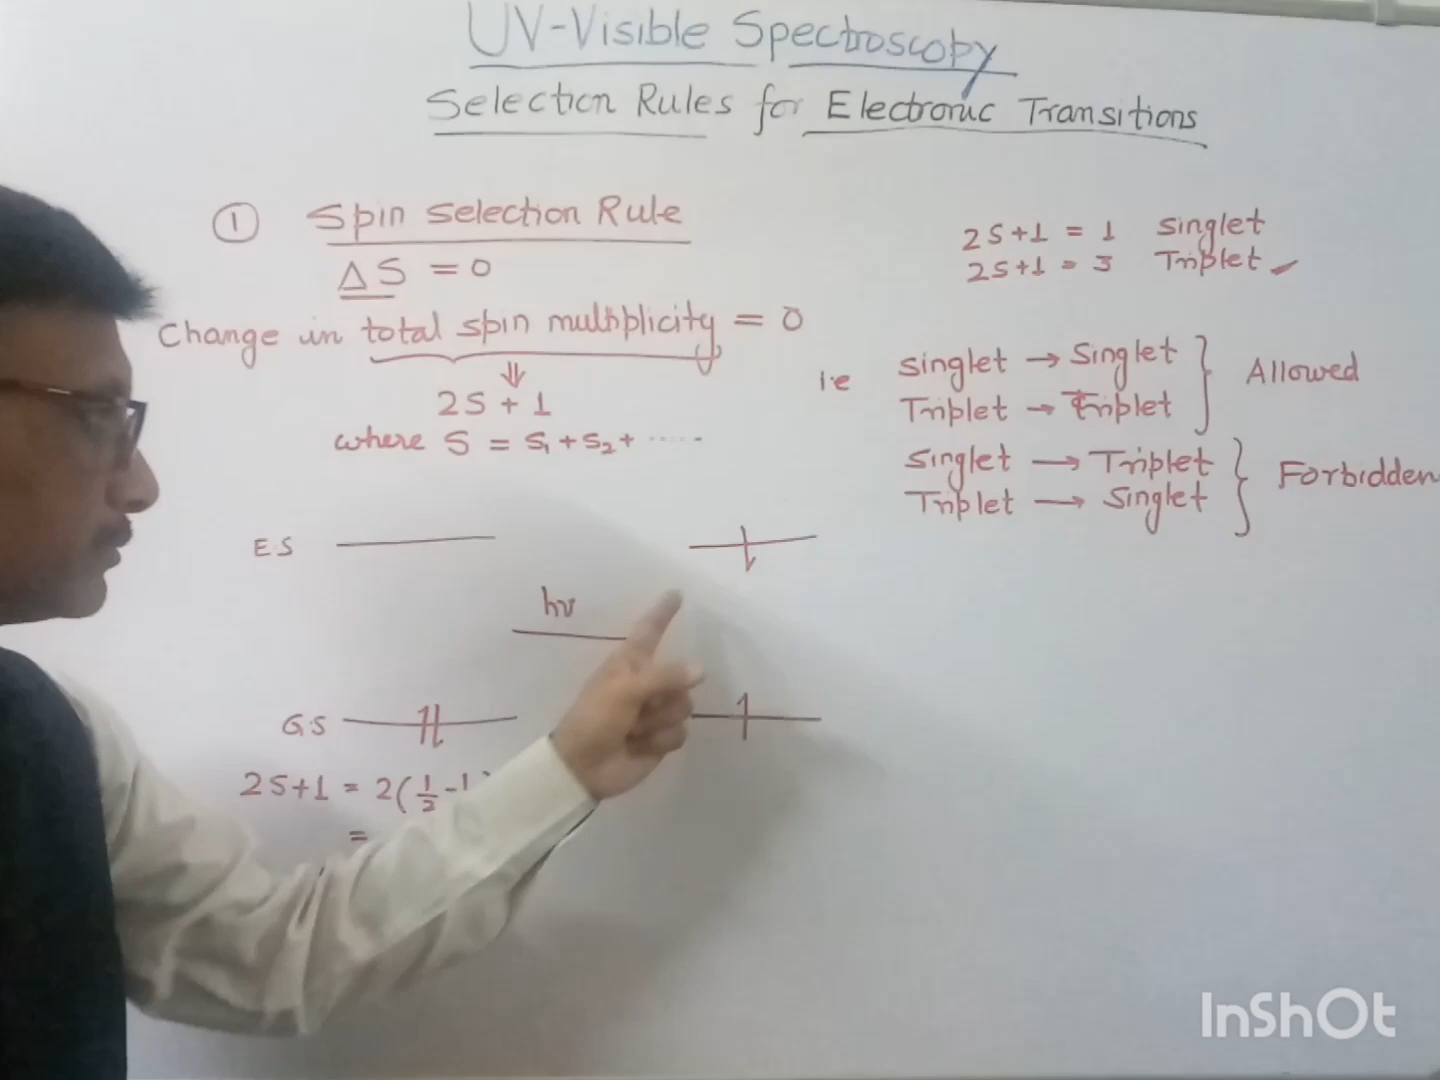 UV-Visible Spectroscopy
Selection Rules for Electronic Transitions
① Spin Selection Rule
ΔS = 0
Change in total spin multiplicity = 0
⇓
2S + 1
where S = S₁ + S₂ + ......
2S+1 = 1 Singlet
2S+1 = 3 Triplet
i.e Singlet → Singlet } Allowed
Triplet → Triplet
Singlet → Triplet } Forbidden
Triplet → Singlet
E.S
hν
G.S
2S+1 = 2(1/2 -
=
InShOt